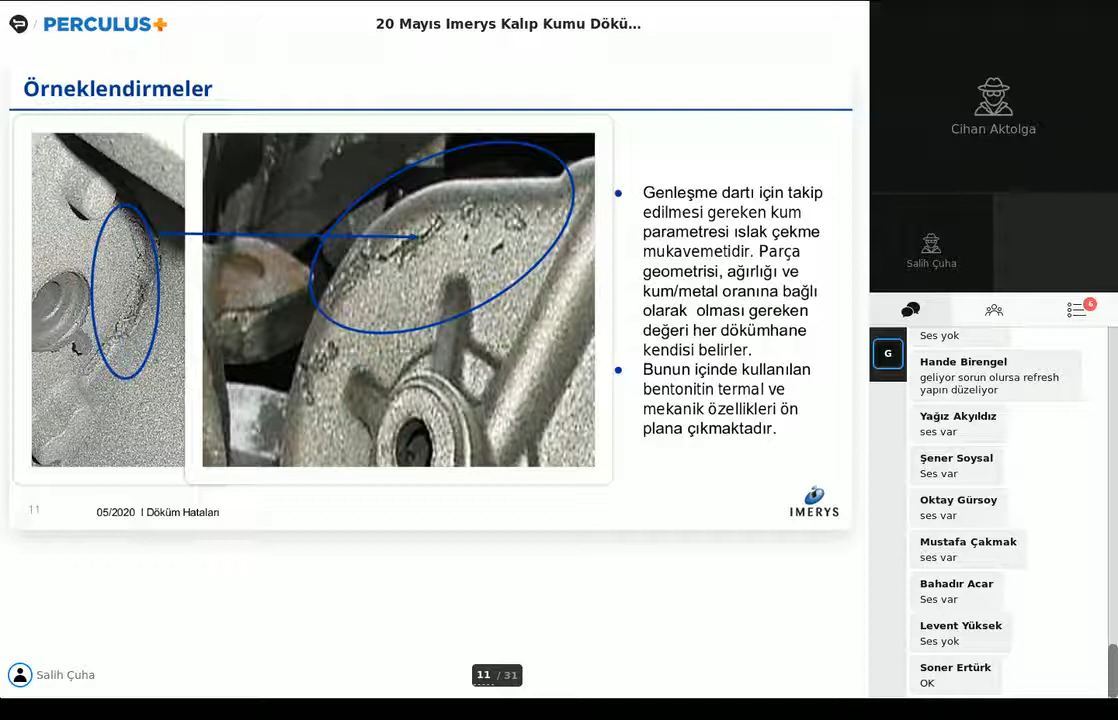 PERCULUS+
20 Mayıs Imerys Kalıp Kumu Dökü...
Örneklendirmeler
Genleşme dartı için takip
edilmesi gereken kum
parametresi ıslak çekme
mukavemetidir. Parça
geometrisi, ağırlığı ve
kum/metal oranına bağlı
olarak olması gereken
değeri her dökümhane
kendisi belirler.
Bunun içinde kullanılan
bentonitin termal ve
mekanik özellikleri ön
plana çıkmaktadır.
11
05/2020 I Döküm Hataları
IMERYS
Salih Çuha
11 / 31
Cihan Aktolga
Salih Çuha
6
G
Ses yok
Hande Birengel
geliyor sorun olursa refresh
yapın düzeliyor
Yağız Akyıldız
ses var
Şener Soysal
Ses var
Oktay Gürsoy
ses var
Mustafa Çakmak
ses var
Bahadır Acar
Ses var
Levent Yüksek
Ses yok
Soner Ertürk
OK